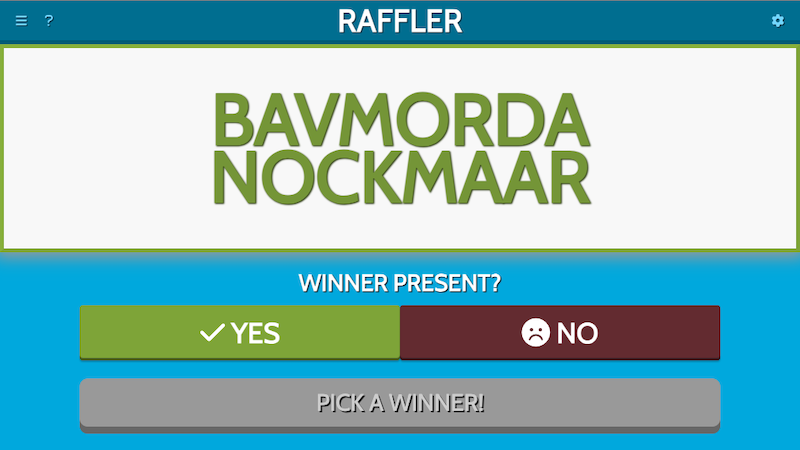 ?
RAFFLER
BAVMORDA
NOCKMAAR
WINNER PRESENT?
YES
NO
PICK A WINNER!